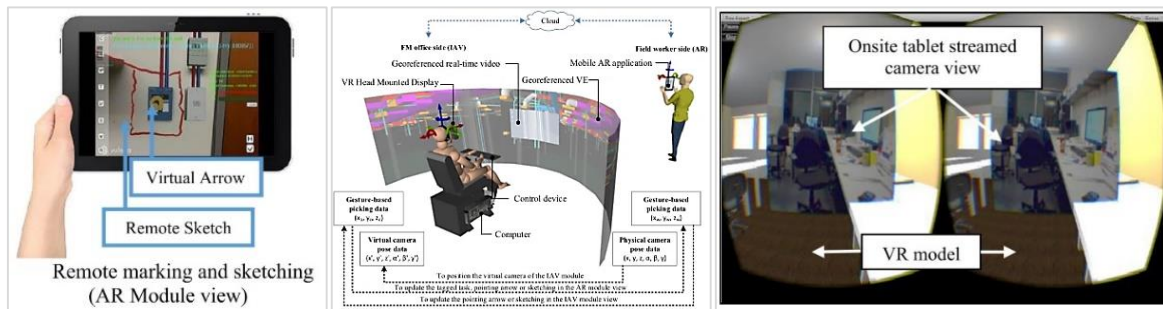 Virtual Arrow
Remote Sketch
Remote marking and sketching
(AR Module view)
Cloud
FM office side (IAV)
Field worker side (AR)
Georeferenced real-time video
Mobile AR application
VR Head Mounted Display
Georeferenced VE
Control device
Computer
Gesture-based
picking data
Gesture-based
picking data
Virtual camera
pose data
{x', y', z', α', β', γ'}
Physical camera
pose data
{x, y, z, α, β, γ}
To position the virtual camera of the IAV module
To update the tagged task, pointing arrow or sketching in the AR module view
To update the pointing arrow or sketching in the IAV module view
Onsite tablet streamed
camera view
VR model